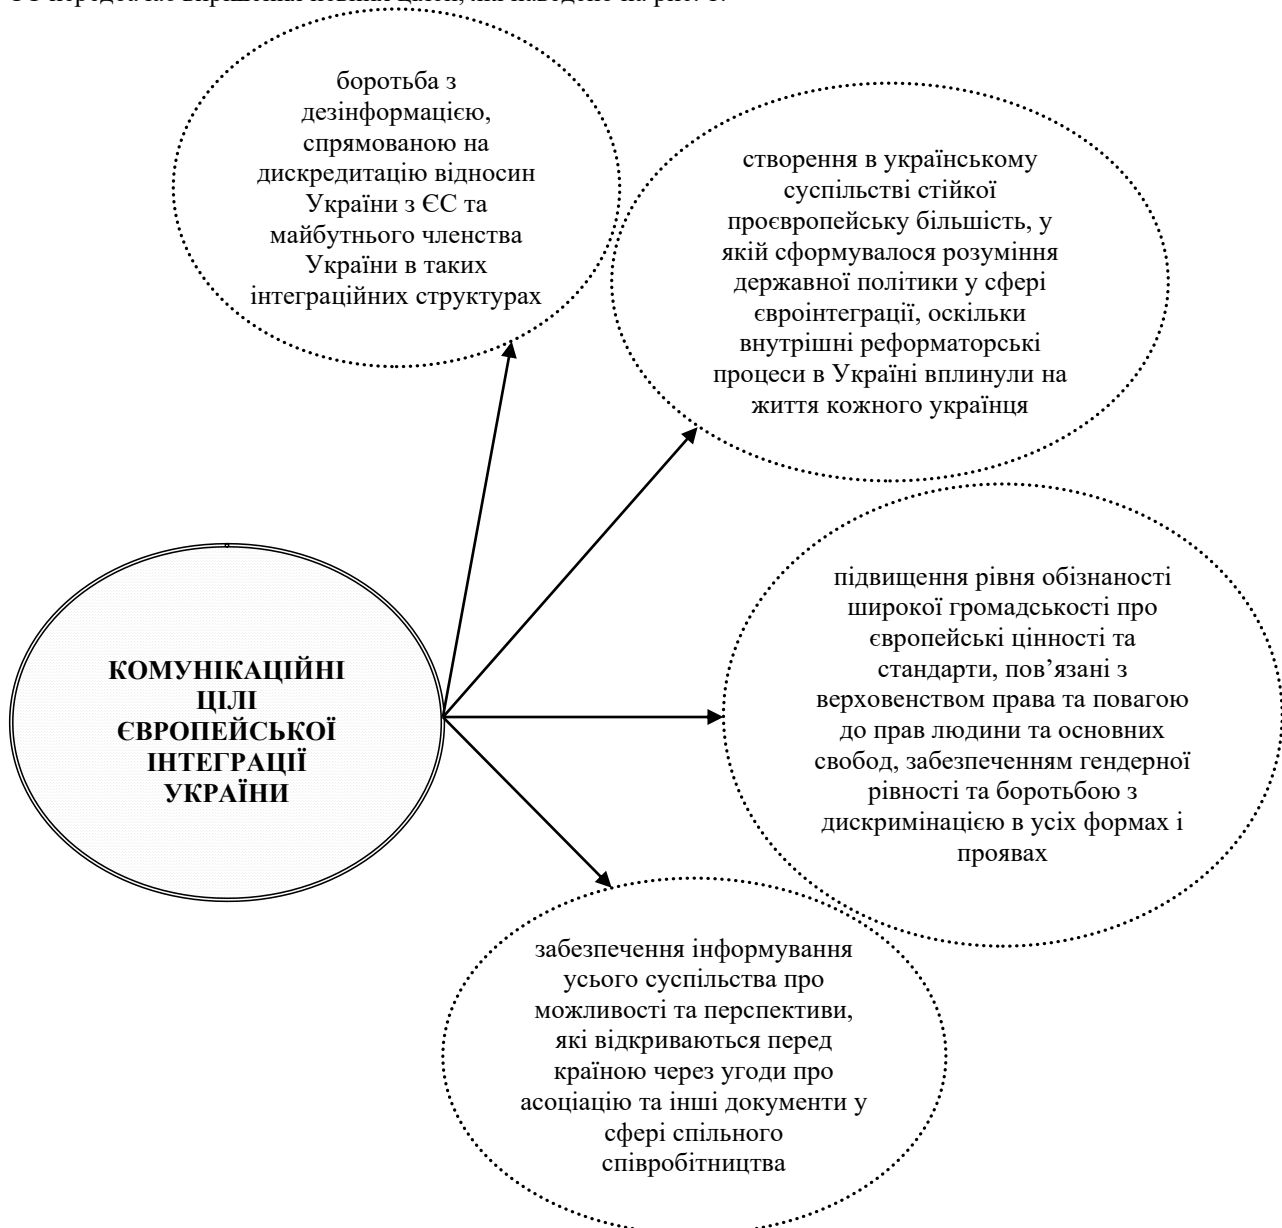 боротьба з
дезінформацією,
спрямованою на
дискредитацію відносин
України з ЄС та
майбутнього членства
України в таких
інтеграційних структурах
створення в українському
суспільстві стійкої
проєвропейську більшість, у
якій сформувалося розуміння
державної політики у сфері
євроінтеграції, оскільки
внутрішні реформаторські
процеси в Україні вплинули на
життя кожного українця
підвищення рівня обізнаності
широкої громадськості про
європейські цінності та
стандарти, пов’язані з
верховенством права та повагою
до прав людини та основних
свобод, забезпеченням гендерної
рівності та боротьбою з
дискримінацією в усіх формах і
проявах
КОМУНІКАЦІЙНІ
ЦІЛІ
ЄВРОПЕЙСЬКОЇ
ІНТЕГРАЦІЇ
УКРАЇНИ
забезпечення інформування
усього суспільства про
можливості та перспективи,
які відкриваються перед
країною через угоди про
асоціацію та інші документи у
сфері спільного
співробітництва